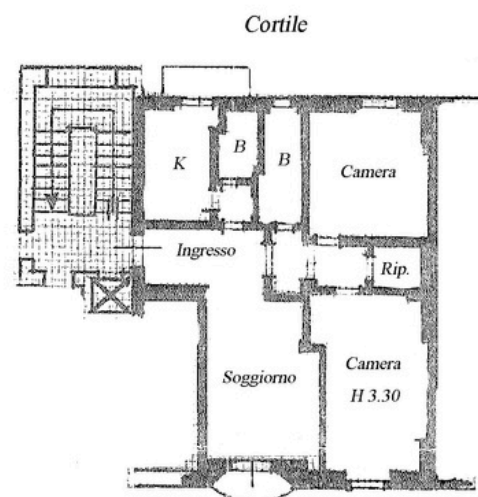 Cortile
K
B
B
Camera
Ingresso
Rip.
Soggiorno
Camera
H 3.30